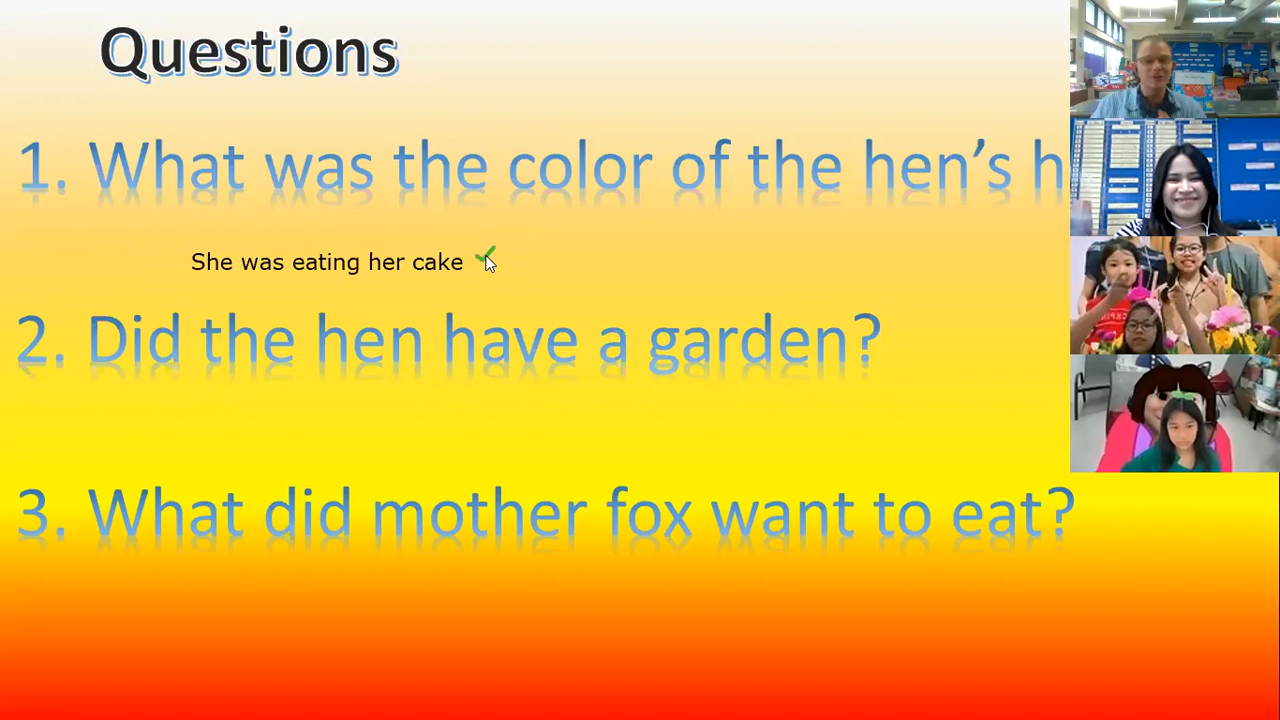 Questions
1. What was the color of the hen's h
She was eating her cake
2. Did the hen have a garden?
3. What did mother fox want to eat?